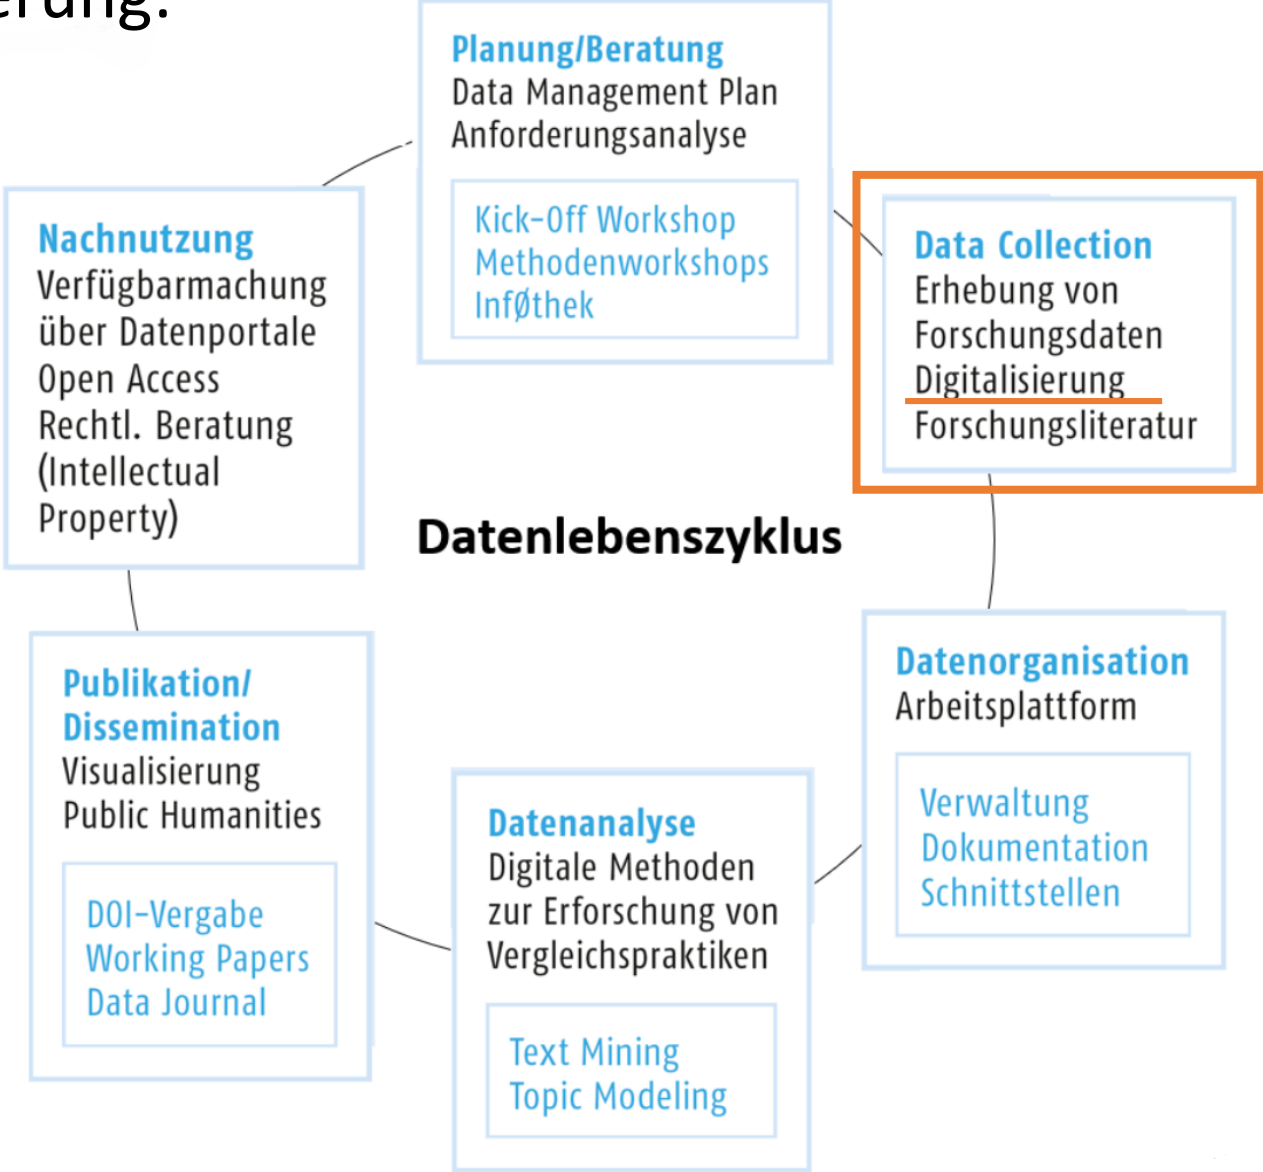 Planung/Beratung
Data Management Plan
Anforderungsanalyse
Kick-Off Workshop
Methodenworkshops
InfØthek
Data Collection
Erhebung von
Forschungsdaten
Digitalisierung
Forschungsliteratur
Datenorganisation
Arbeitsplattform
Verwaltung
Dokumentation
Schnittstellen
Datenanalyse
Digitale Methoden
zur Erforschung von
Vergleichspraktiken
Text Mining
Topic Modeling
Publikation/
Dissemination
Visualisierung
Public Humanities
DOI-Vergabe
Working Papers
Data Journal
Nachnutzung
Verfügbarmachung
über Datenportale
Open Access
Rechtl. Beratung
(Intellectual
Property)
Datenlebenszyklus